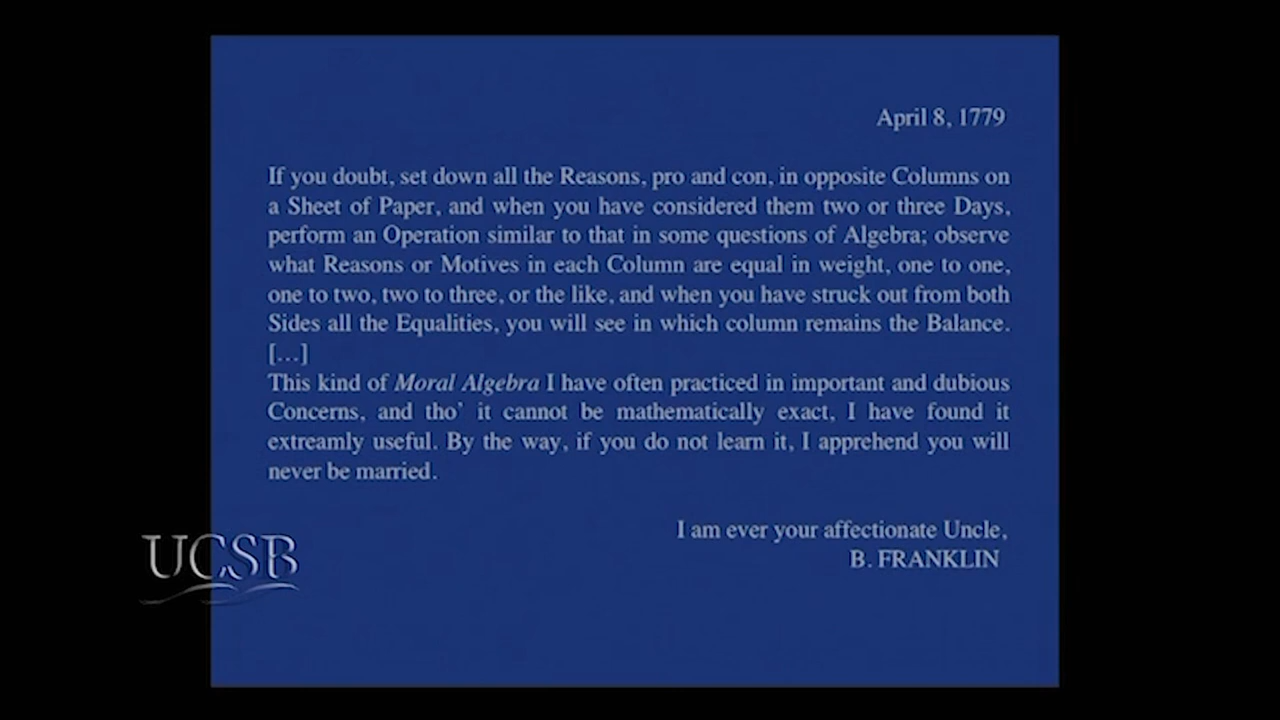 April 8, 1779
If you doubt, set down all the Reasons, pro and con, in opposite Columns on
a Sheet of Paper, and when you have considered them two or three Days,
perform an Operation similar to that in some questions of Algebra; observe
what Reasons or Motives in each Column are equal in weight, one to one,
one to two, two to three, or the like, and when you have struck out from both
Sides all the Equalities, you will see in which column remains the Balance.
[…]
This kind of Moral Algebra I have often practiced in important and dubious
Concerns, and tho’ it cannot be mathematically exact, I have found it
extreamly useful. By the way, if you do not learn it, I apprehend you will
never be married.
I am ever your affectionate Uncle,
B. FRANKLIN
UCSB